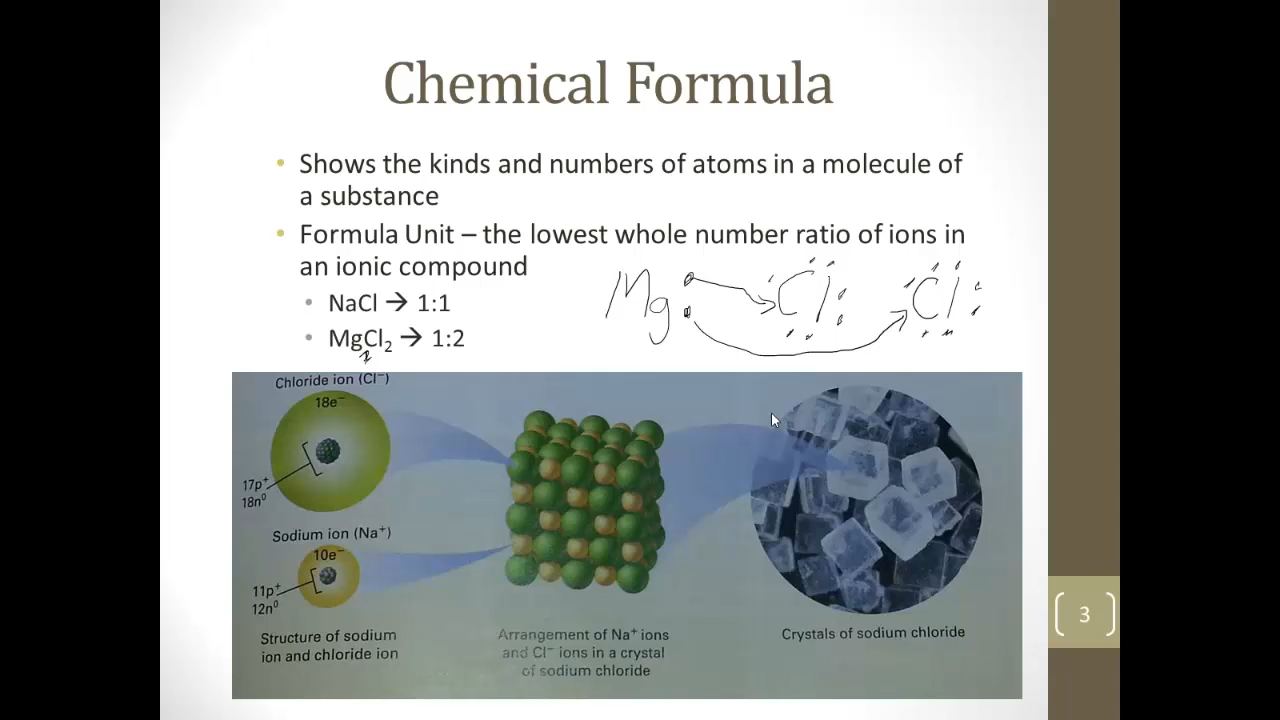 Chemical Formula
• Shows the kinds and numbers of atoms in a molecule of
a substance
• Formula Unit – the lowest whole number ratio of ions in
an ionic compound
Mg Cl Cl
• NaCl → 1:1
• MgCl₂ → 1:2
Chloride ion (Cl⁻)
18e⁻
17p⁺
18n⁰
Sodium ion (Na⁺)
10e⁻
11p⁺
12n⁰
Structure of sodium
ion and chloride ion
Arrangement of Na⁺ ions
and Cl⁻ ions in a crystal
of sodium chloride
Crystals of sodium chloride
3